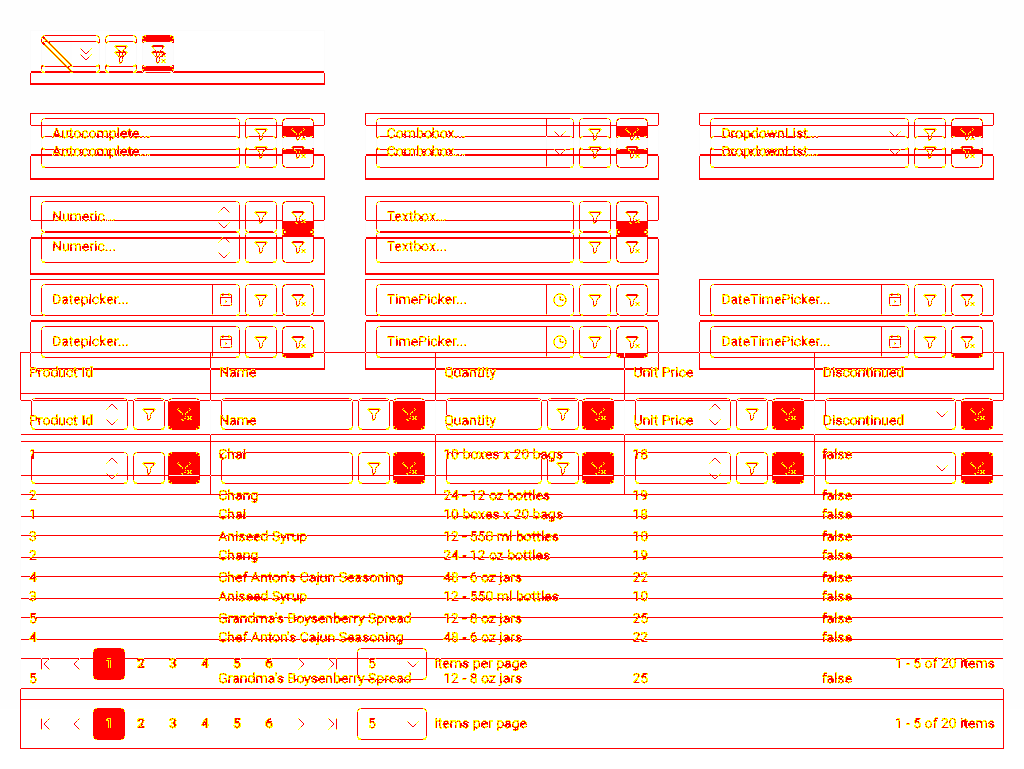 Autocomplete... Combobox... DropdownList...
Autocomplete... Combobox... DropdownList...
Numeric... Textbox...
Numeric... Textbox...
Datepicker... TimePicker... DateTimePicker...
Datepicker... TimePicker... DateTimePicker...
Product Id Name Quantity Unit Price Discontinued
Product Id Name Quantity Unit Price Discontinued
1 Chai 10 boxes x 20 bags 18 false
2 Chang 24 - 12 oz bottles 19 false
1 Chai 10 boxes x 20 bags 18 false
3 Aniseed Syrup 12 - 550 ml bottles 10 false
2 Chang 24 - 12 oz bottles 19 false
4 Chef Anton's Cajun Seasoning 48 - 6 oz jars 22 false
3 Aniseed Syrup 12 - 550 ml bottles 10 false
5 Grandma's Boysenberry Spread 12 - 8 oz jars 25 false
4 Chef Anton's Cajun Seasoning 48 - 6 oz jars 22 false
1 2 3 4 5 6 5 items per page 1 - 5 of 20 items
5 Grandma's Boysenberry Spread 12 - 8 oz jars 25 false
1 2 3 4 5 6 5 items per page 1 - 5 of 20 items